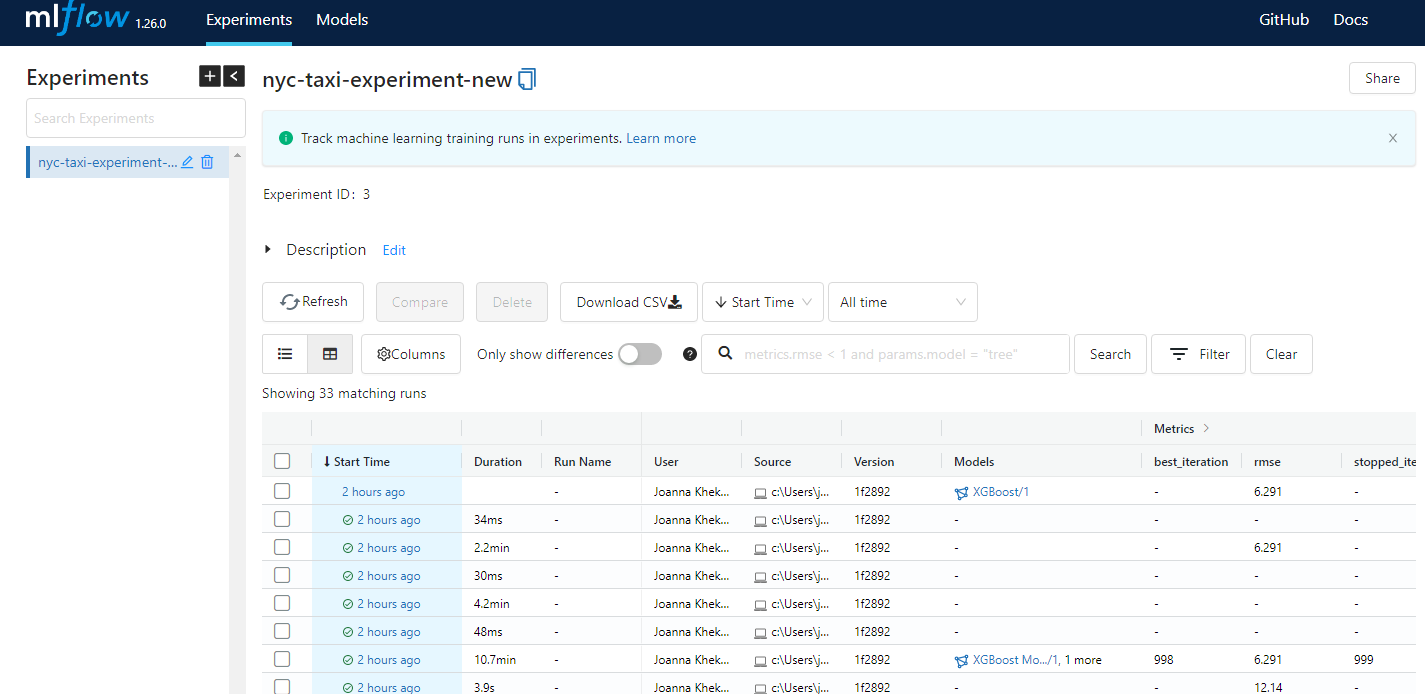 mlflow 1.26.0 Experiments Models GitHub Docs
Experiments + <
nyc-taxi-experiment-new Share
Search Experiments
Track machine learning training runs in experiments. Learn more
nyc-taxi-experiment-...
Experiment ID: 3
Description Edit
Refresh Compare Delete Download CSV Start Time All time
Columns Only show differences ? metrics.rmse < 1 and params.model = "tree" Search Filter Clear
Showing 33 matching runs
Metrics >
↓ Start Time Duration Run Name User Source Version Models best_iteration rmse stopped_ite
2 hours ago - Joanna Khek... c:\Users\j... 1f2892 XGBoost/1 - 6.291 -
2 hours ago 34ms - Joanna Khek... c:\Users\j... 1f2892 - - - -
2 hours ago 2.2min - Joanna Khek... c:\Users\j... 1f2892 - - 6.291 -
2 hours ago 30ms - Joanna Khek... c:\Users\j... 1f2892 - - - -
2 hours ago 4.2min - Joanna Khek... c:\Users\j... 1f2892 - - - -
2 hours ago 48ms - Joanna Khek... c:\Users\j... 1f2892 - - - -
2 hours ago 10.7min - Joanna Khek... c:\Users\j... 1f2892 XGBoost Mo.../1, 1 more 998 6.291 999
2 hours ago 3.9s - Joanna Khek... c:\Users\j... 1f2892 - - 12.14 -